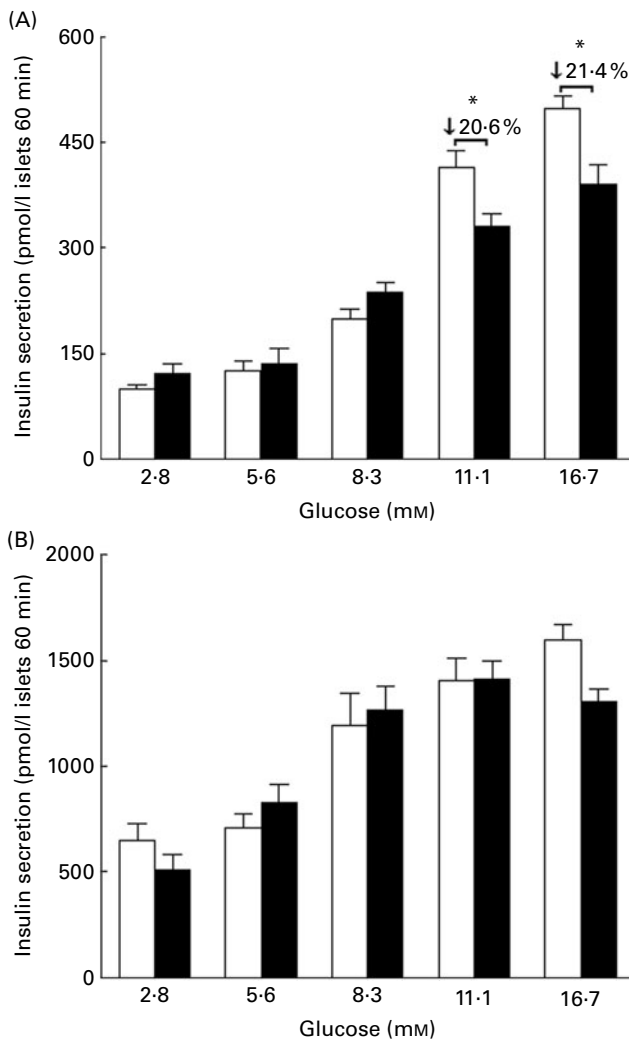 (A)
600
450
300
150
0
Insulin secretion (pmol/l islets 60 min)
*
↓20·6%
*
↓21·4%
2·8 5·6 8·3 11·1 16·7
Glucose (mM)
(B)
2000
1500
1000
500
0
Insulin secretion (pmol/l islets 60 min)
2·8 5·6 8·3 11·1 16·7
Glucose (mM)